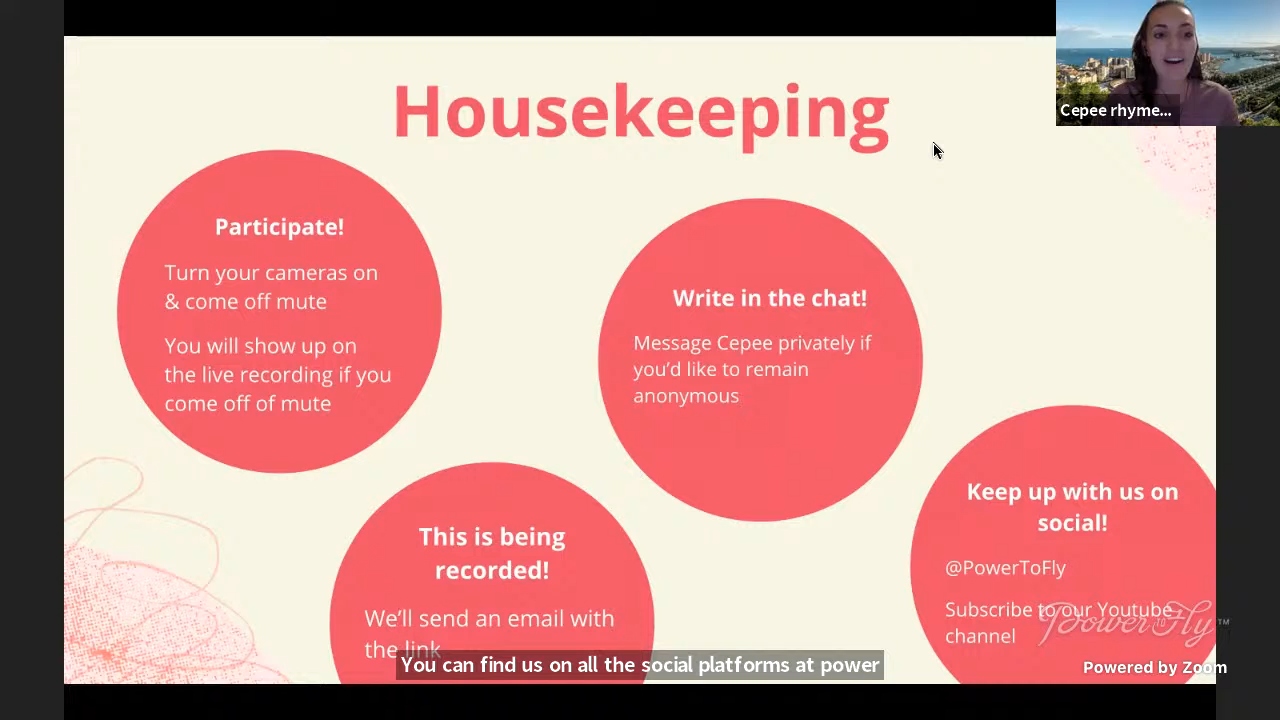 Housekeeping
Cepee rhyme...
Participate!
Turn your cameras on
& come off mute
You will show up on
the live recording if you
come off of mute
Write in the chat!
Message Cepee privately if
you'd like to remain
anonymous
This is being
recorded!
We'll send an email with
the link
Keep up with us on
social!
@PowerToFly
Subscribe to our Youtube
channel
PowerToFly™
You can find us on all the social platforms at power
Powered by Zoom